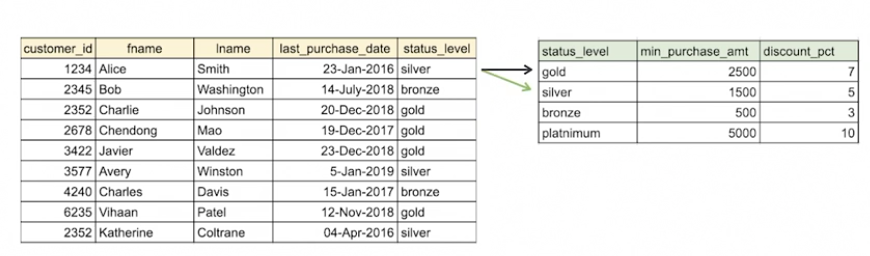 customer_id fname lname last_purchase_date status_level
1234 Alice Smith 23-Jan-2016 silver
2345 Bob Washington 14-July-2018 bronze
2352 Charlie Johnson 20-Dec-2018 gold
2678 Chendong Mao 19-Dec-2017 gold
3422 Javier Valdez 23-Dec-2018 gold
3577 Avery Winston 5-Jan-2019 silver
4240 Charles Davis 15-Jan-2017 bronze
6235 Vihaan Patel 12-Nov-2018 gold
2352 Katherine Coltrane 04-Apr-2016 silver
status_level min_purchase_amt discount_pct
gold 2500 7
silver 1500 5
bronze 500 3
platnimum 5000 10